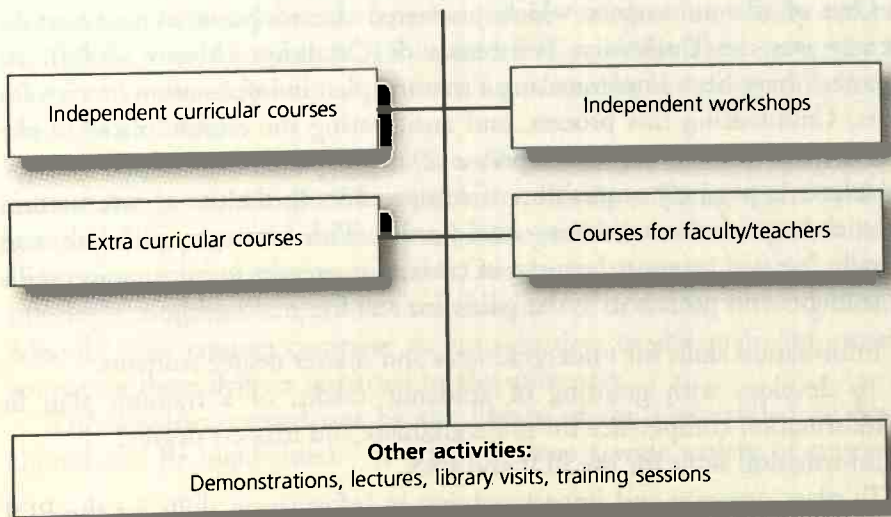 Independent curricular courses
Independent workshops
Extra curricular courses
Courses for faculty/teachers
Other activities:
Demonstrations, lectures, library visits, training sessions